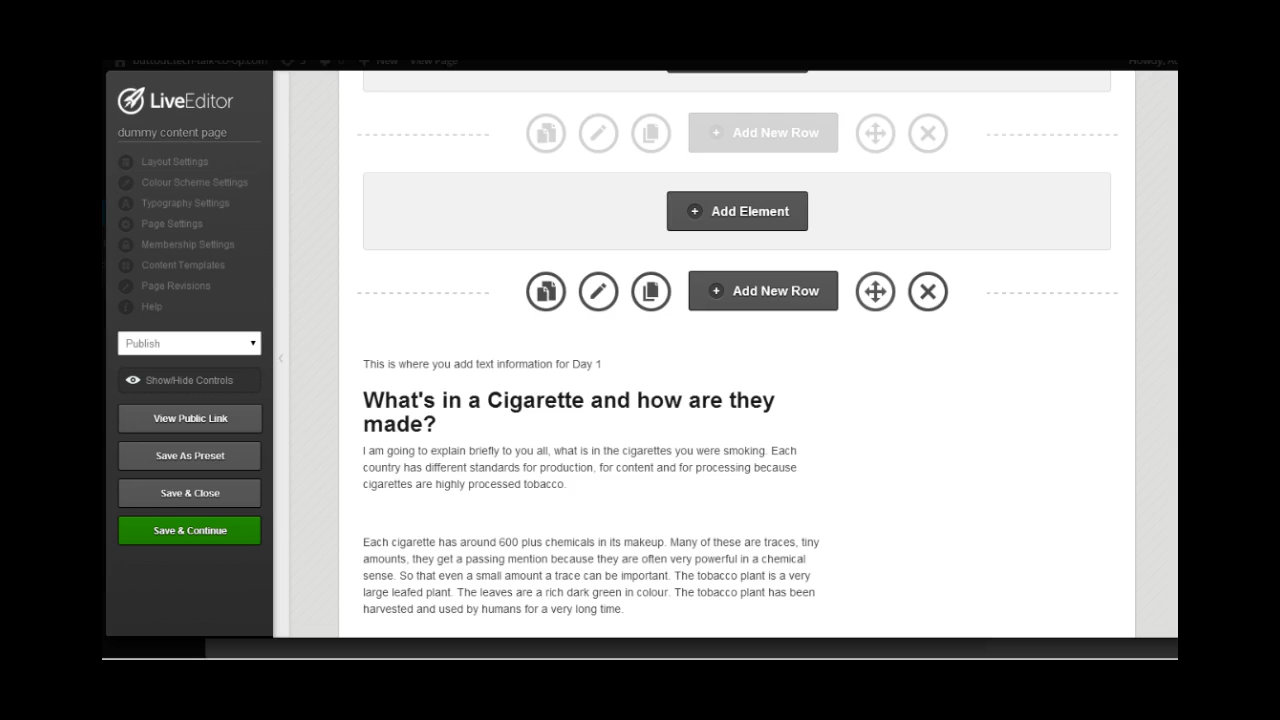 New View Page
LiveEditor
dummy content page
Layout Settings
Colour Scheme Settings
Typography Settings
Page Settings
Membership Settings
Content Templates
Page Revisions
Help
Publish
Show/Hide Controls
View Public Link
Save As Preset
Save & Close
Save & Continue
+ Add New Row
+ Add Element
+ Add New Row
This is where you add text information for Day 1
What's in a Cigarette and how are they
made?
I am going to explain briefly to you all, what is in the cigarettes you were smoking. Each
country has different standards for production, for content and for processing because
cigarettes are highly processed tobacco.
Each cigarette has around 600 plus chemicals in its makeup. Many of these are traces, tiny
amounts, they get a passing mention because they are often very powerful in a chemical
sense. So that even a small amount a trace can be important. The tobacco plant is a very
large leafed plant. The leaves are a rich dark green in colour. The tobacco plant has been
harvested and used by humans for a very long time.